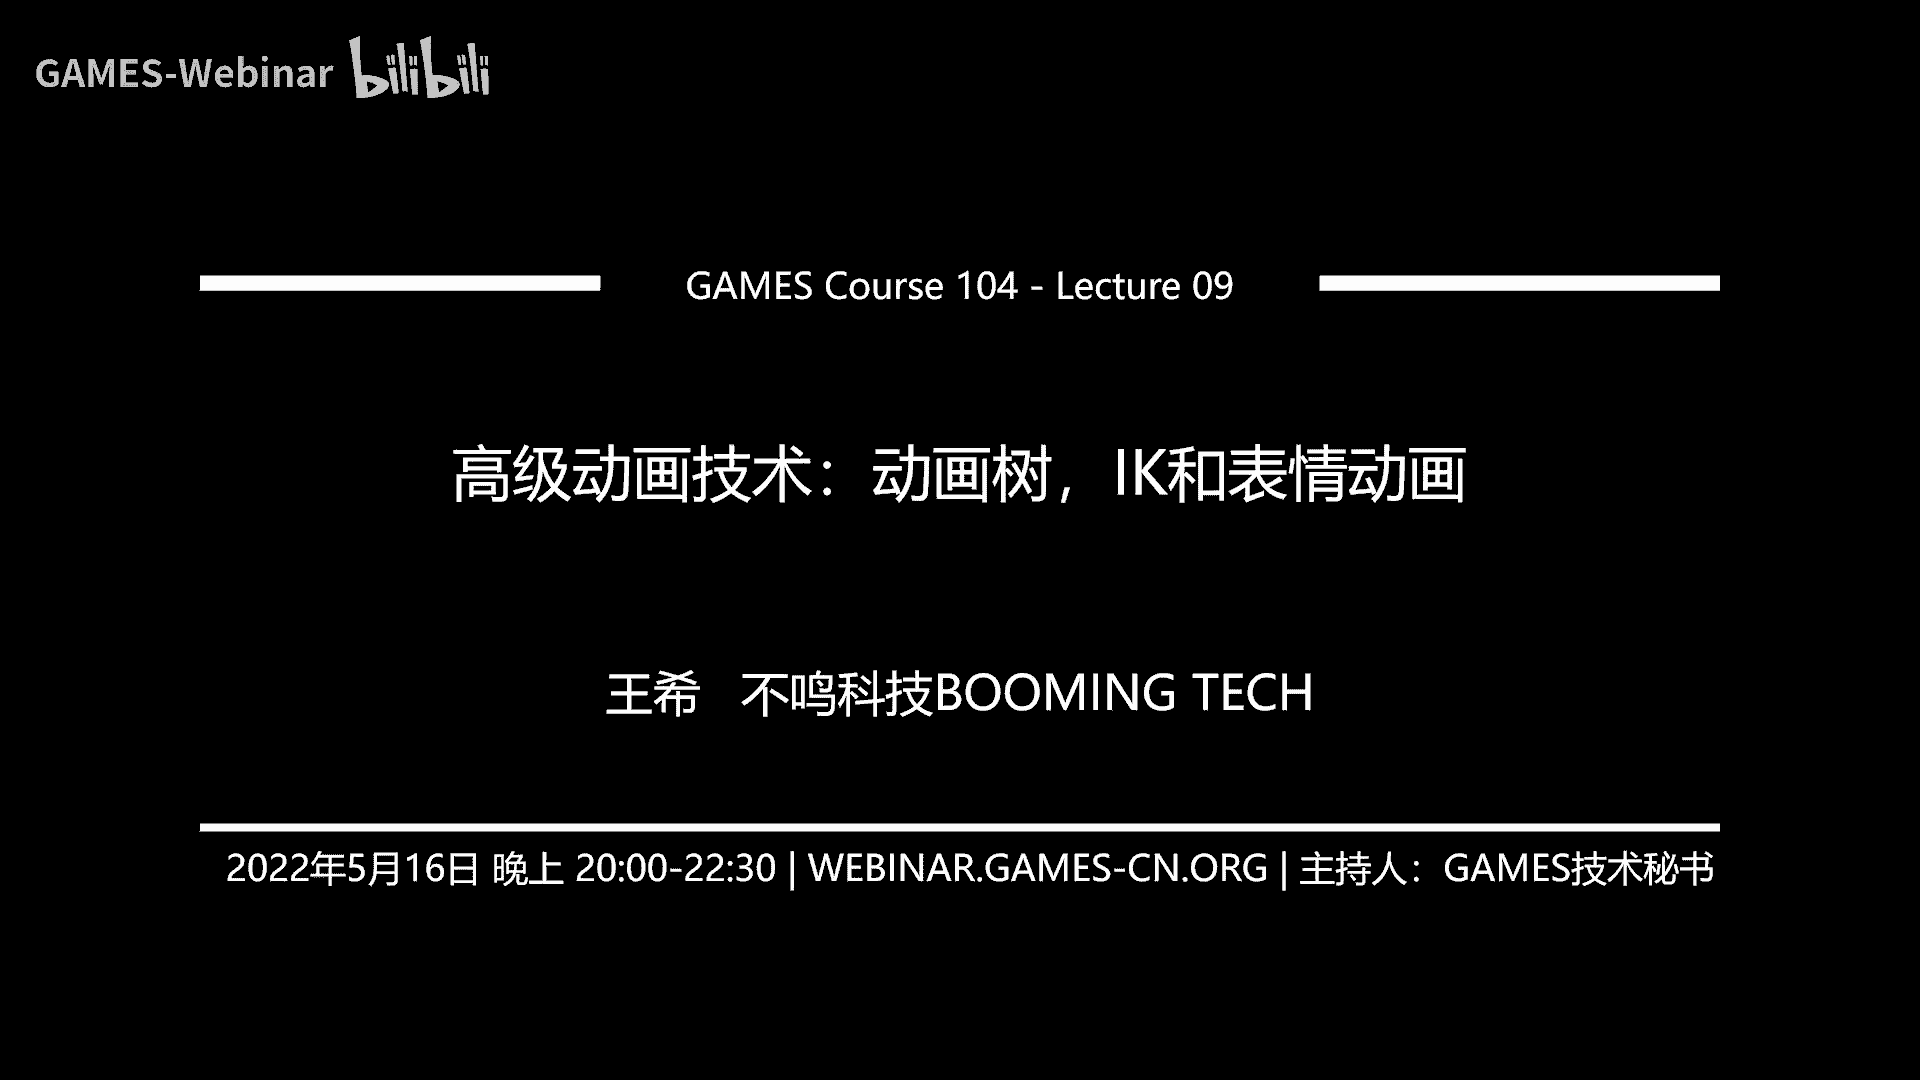 GAMES-Webinar bilibili
GAMES Course 104 - Lecture 09
高级动画技术：动画树，IK和表情动画
王希 不鸣科技BOOMING TECH
2022年5月16日 晚上 20:00-22:30 | WEBINAR.GAMES-CN.ORG | 主持人：GAMES技术秘书